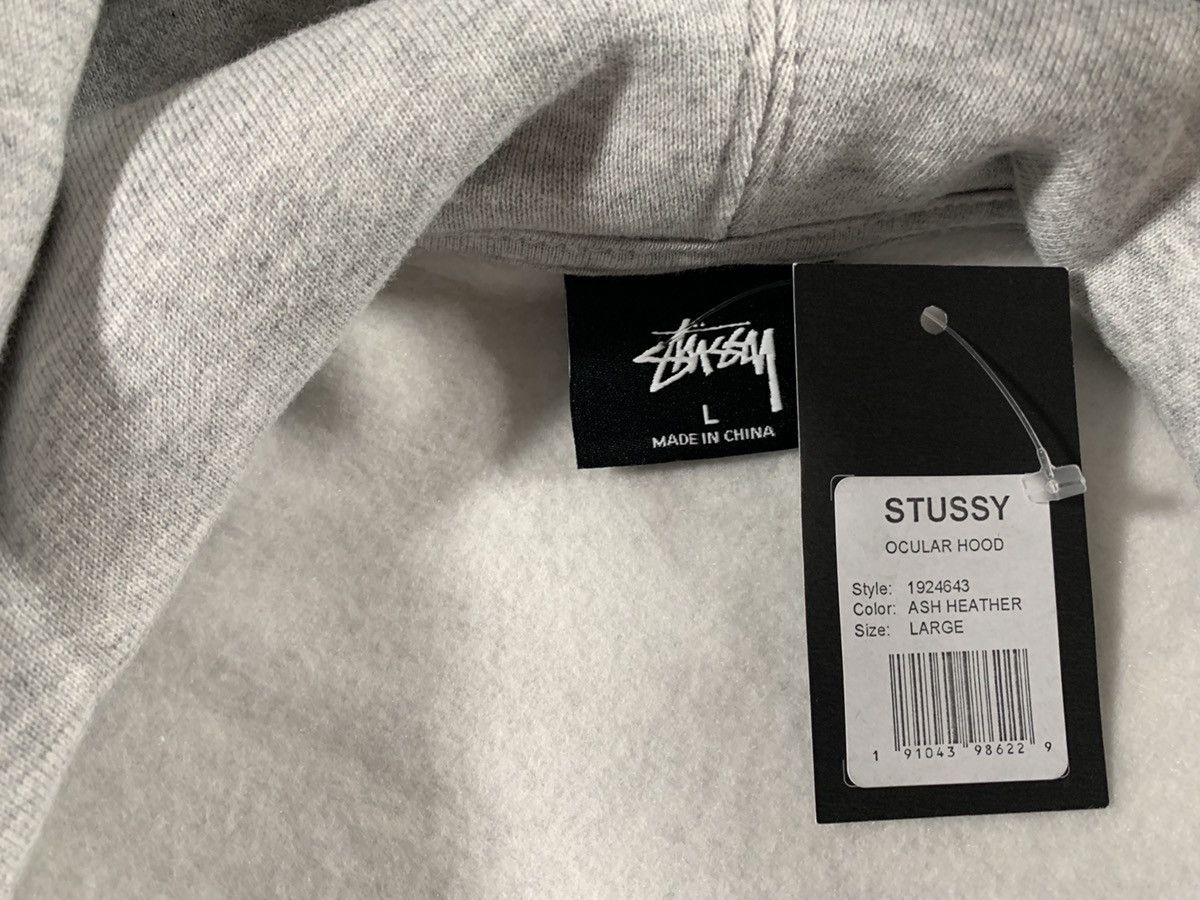 Stüssy
L
MADE IN CHINA
STUSSY
OCULAR HOOD
Style: 1924643
Color: ASH HEATHER
Size: LARGE
1 91043 98622 9